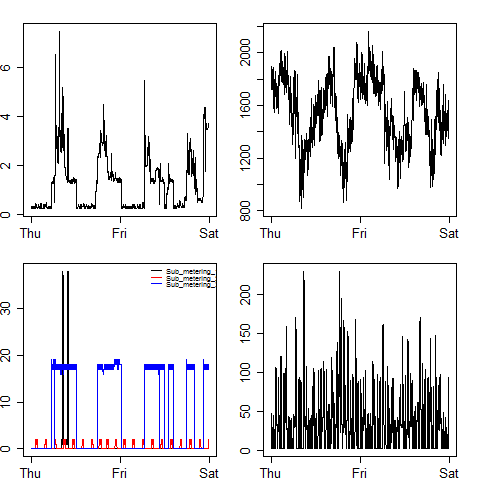 6
4
2
0
Thu Fri Sat
2200
1600
1200
800
Thu Fri Sat
30
20
10
0
Sub_metering_
Sub_metering_
Sub_metering_
Thu Fri Sat
200
150
100
50
0
Thu Fri Sat